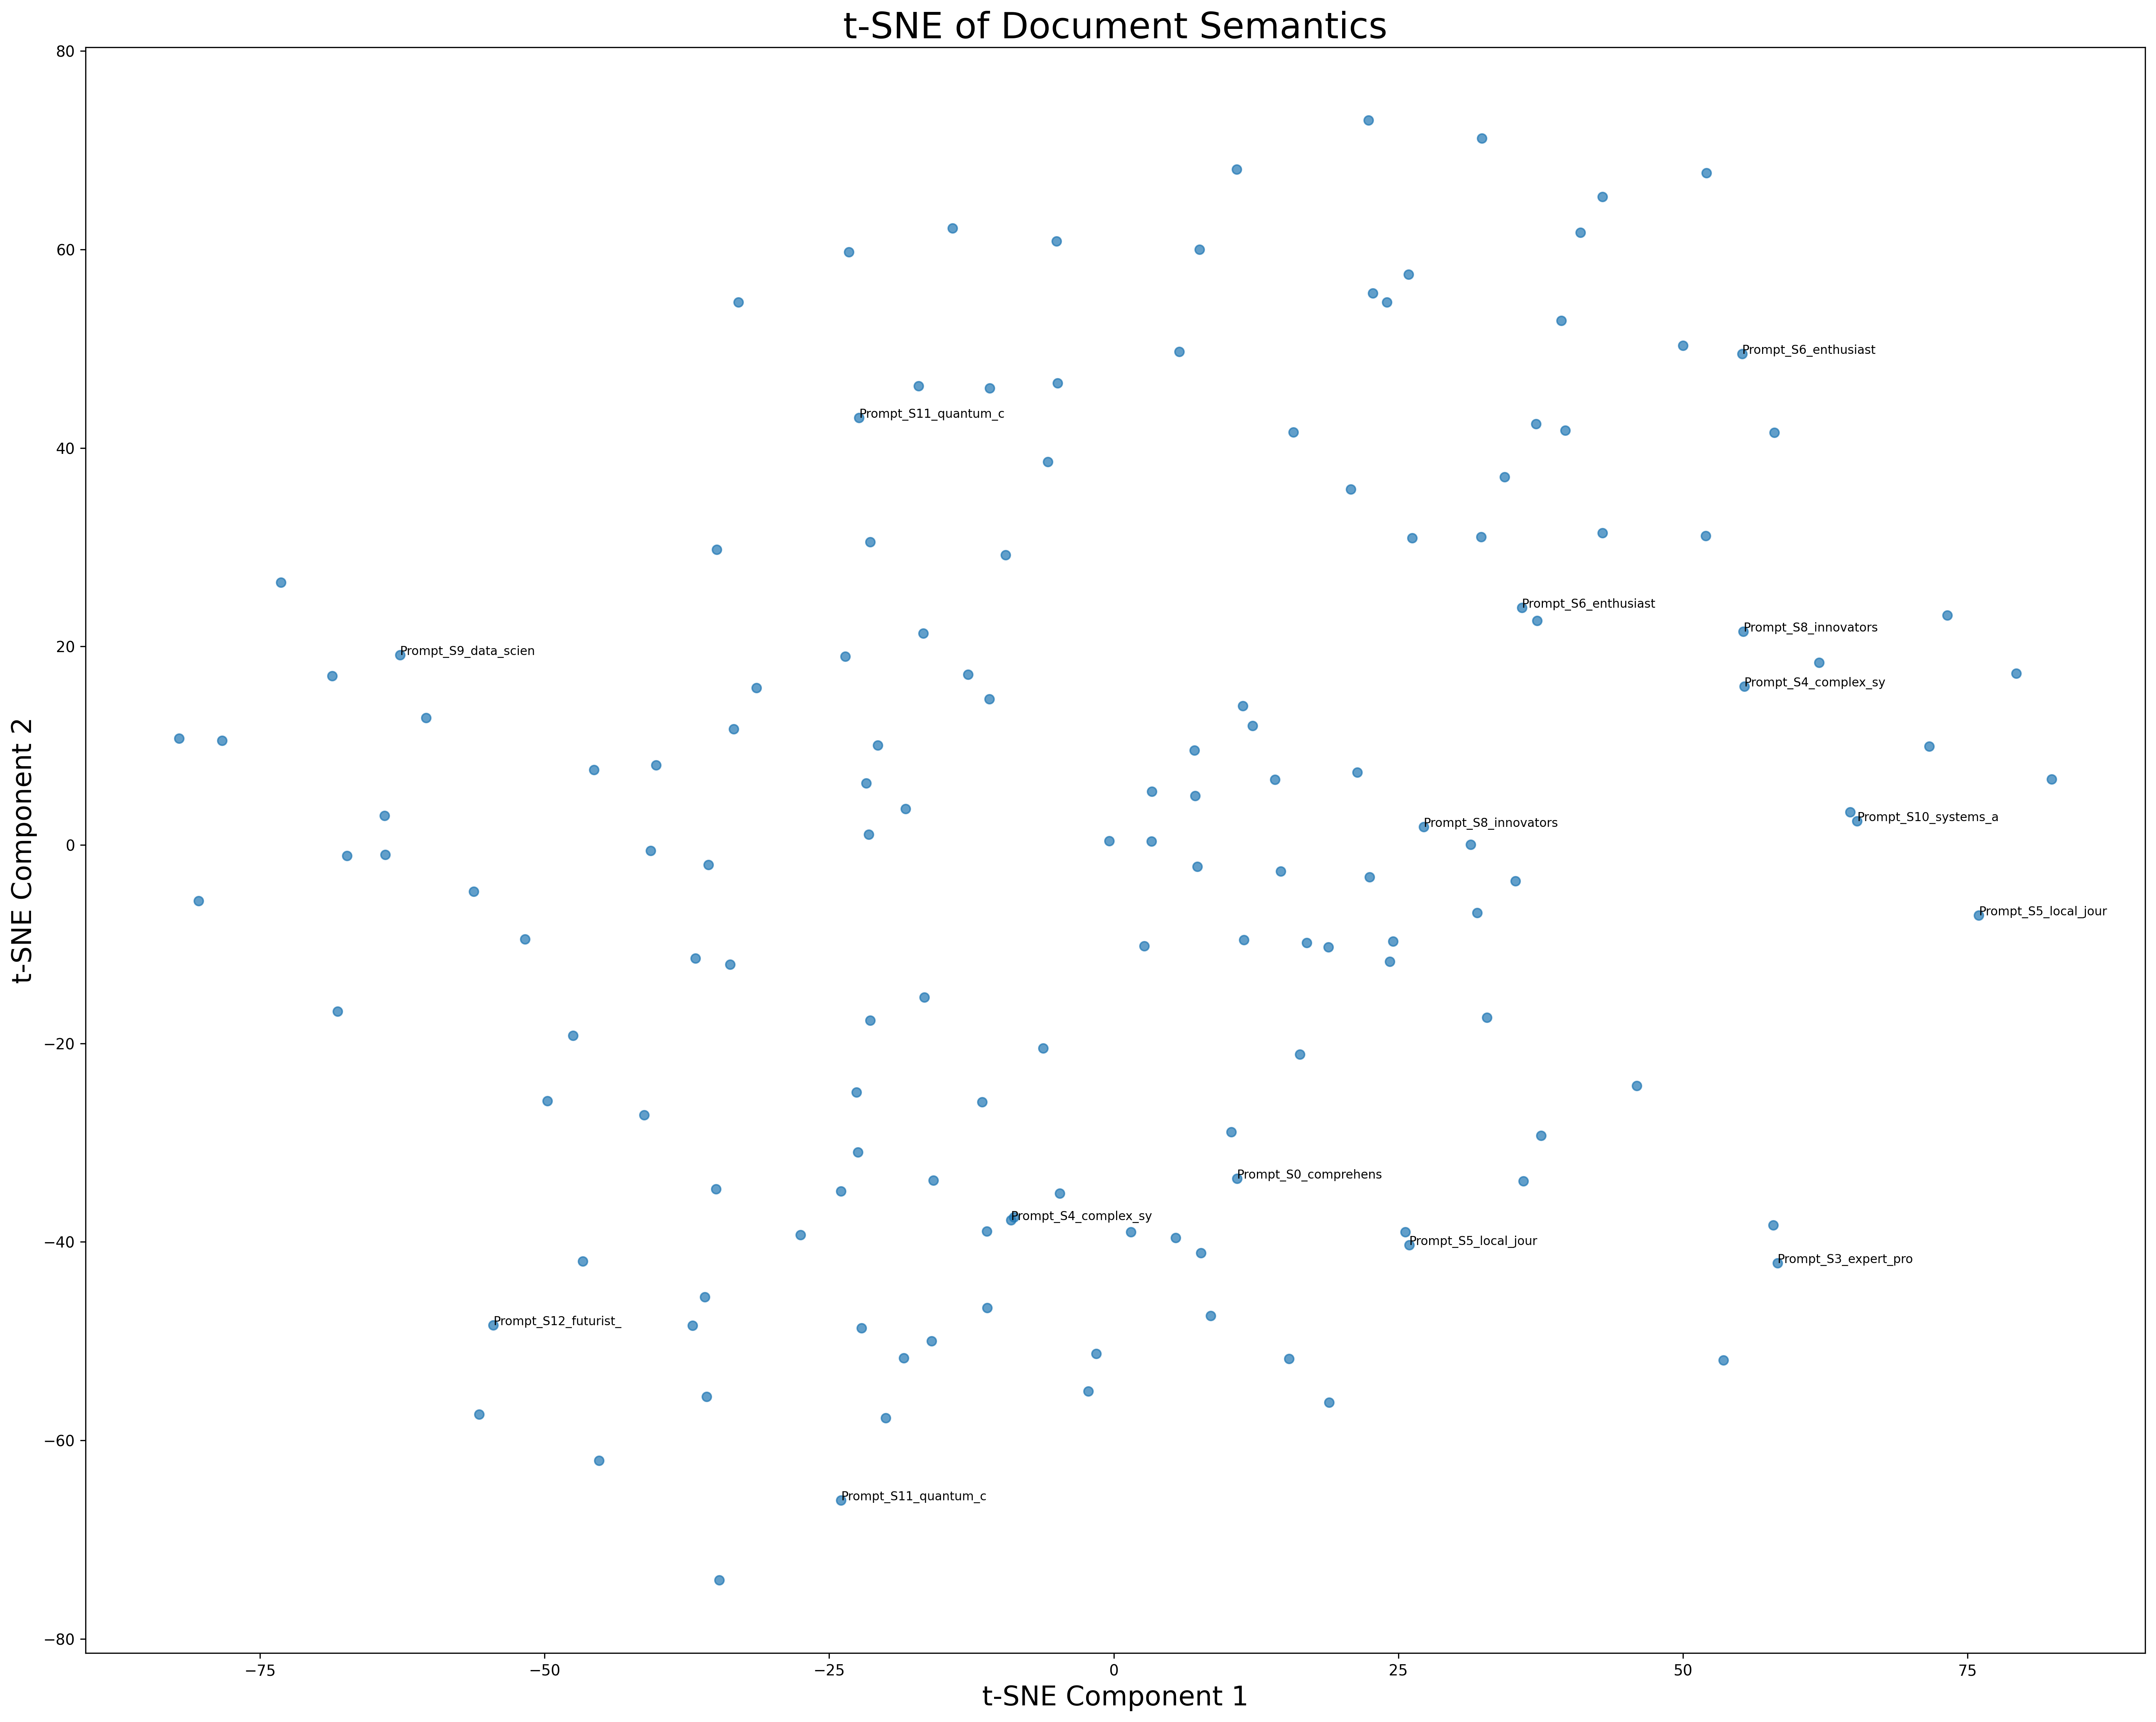 t-SNE of Document Semantics
80
60
40
20
0
−20
−40
−60
−80
t-SNE Component 2
Prompt_S6_enthusiast
Prompt_S11_quantum_c
Prompt_S6_enthusiast
Prompt_S8_innovators
Prompt_S9_data_scien
Prompt_S4_complex_sy
Prompt_S8_innovators
Prompt_S10_systems_a
Prompt_S5_local_jour
Prompt_S0_comprehens
Prompt_S4_complex_sy
Prompt_S5_local_jour
Prompt_S3_expert_pro
Prompt_S12_futurist_
Prompt_S11_quantum_c
−75
−50
−25
0
25
50
75
t-SNE Component 1